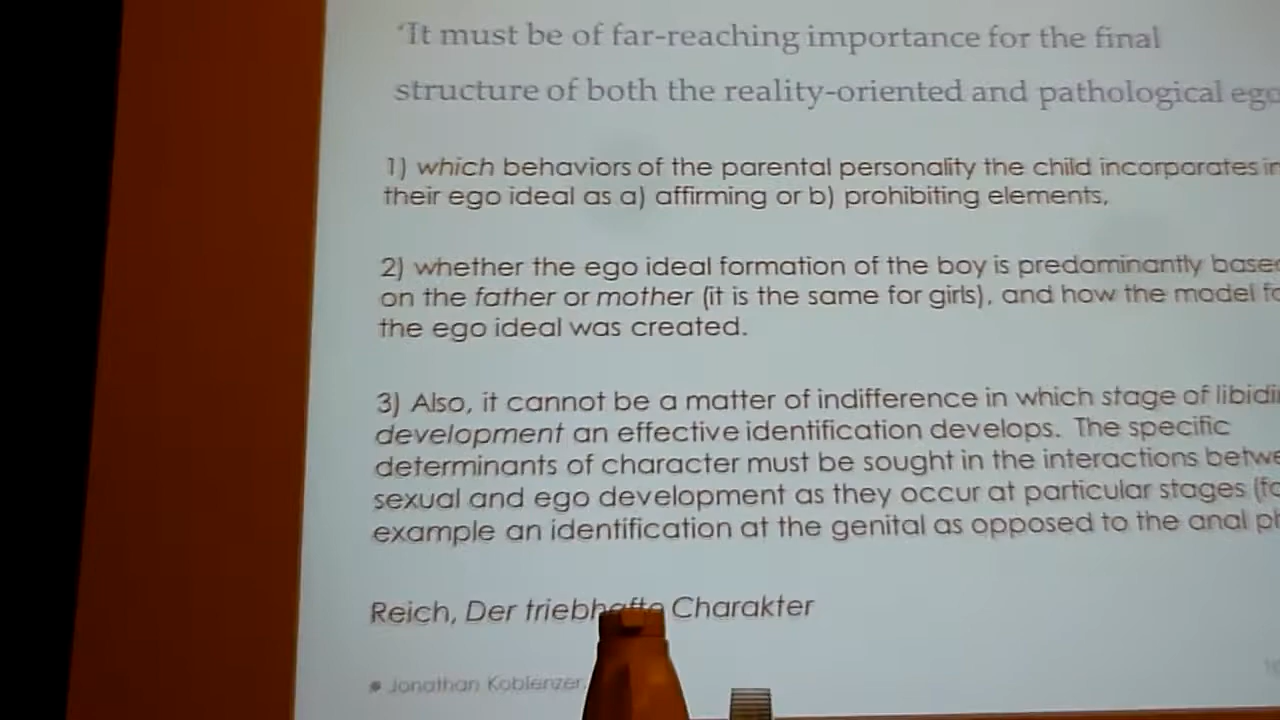 'It must be of far-reaching importance for the final
structure of both the reality-oriented and pathological ego
1) which behaviors of the parental personality the child incorporates in
their ego ideal as a) affirming or b) prohibiting elements,
2) whether the ego ideal formation of the boy is predominantly based
on the father or mother (it is the same for girls), and how the model
the ego ideal was created.
3) Also, it cannot be a matter of indifference in which stage of
development an effective identification develops. The specific
determinants of character must be sought in the interactions
sexual and ego development as they occur at particular stages
example an identification at the genital as opposed to the anal
Reich, Der triebhafte Charakter
Jonathan Koblenzer,